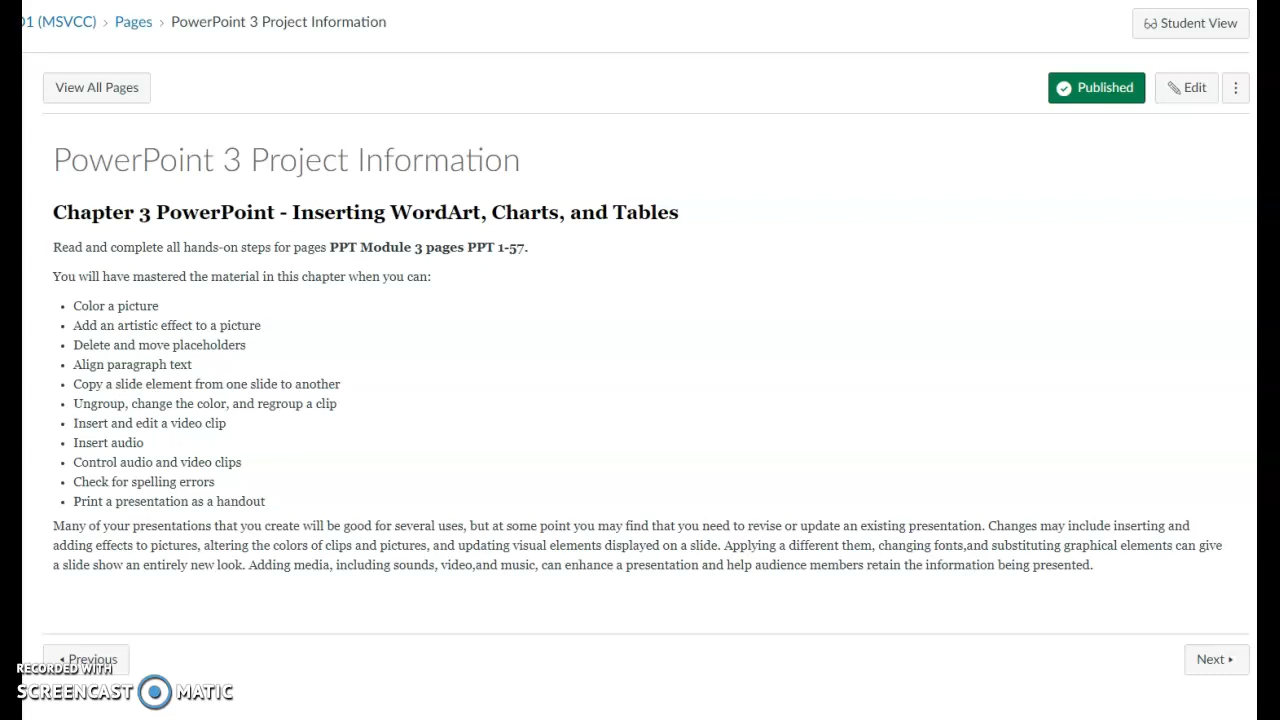 01 (MSVCC) › Pages › PowerPoint 3 Project Information
Student View
View All Pages
Published
Edit
PowerPoint 3 Project Information
Chapter 3 PowerPoint - Inserting WordArt, Charts, and Tables
Read and complete all hands-on steps for pages PPT Module 3 pages PPT 1-57.
You will have mastered the material in this chapter when you can:
• Color a picture
• Add an artistic effect to a picture
• Delete and move placeholders
• Align paragraph text
• Copy a slide element from one slide to another
• Ungroup, change the color, and regroup a clip
• Insert and edit a video clip
• Insert audio
• Control audio and video clips
• Check for spelling errors
• Print a presentation as a handout
Many of your presentations that you create will be good for several uses, but at some point you may find that you need to revise or update an existing presentation. Changes may include inserting and
adding effects to pictures, altering the colors of clips and pictures, and updating visual elements displayed on a slide. Applying a different them, changing fonts,and substituting graphical elements can give
a slide show an entirely new look. Adding media, including sounds, video,and music, can enhance a presentation and help audience members retain the information being presented.
Previous
Next
RECORDED WITH
SCREENCAST MATIC